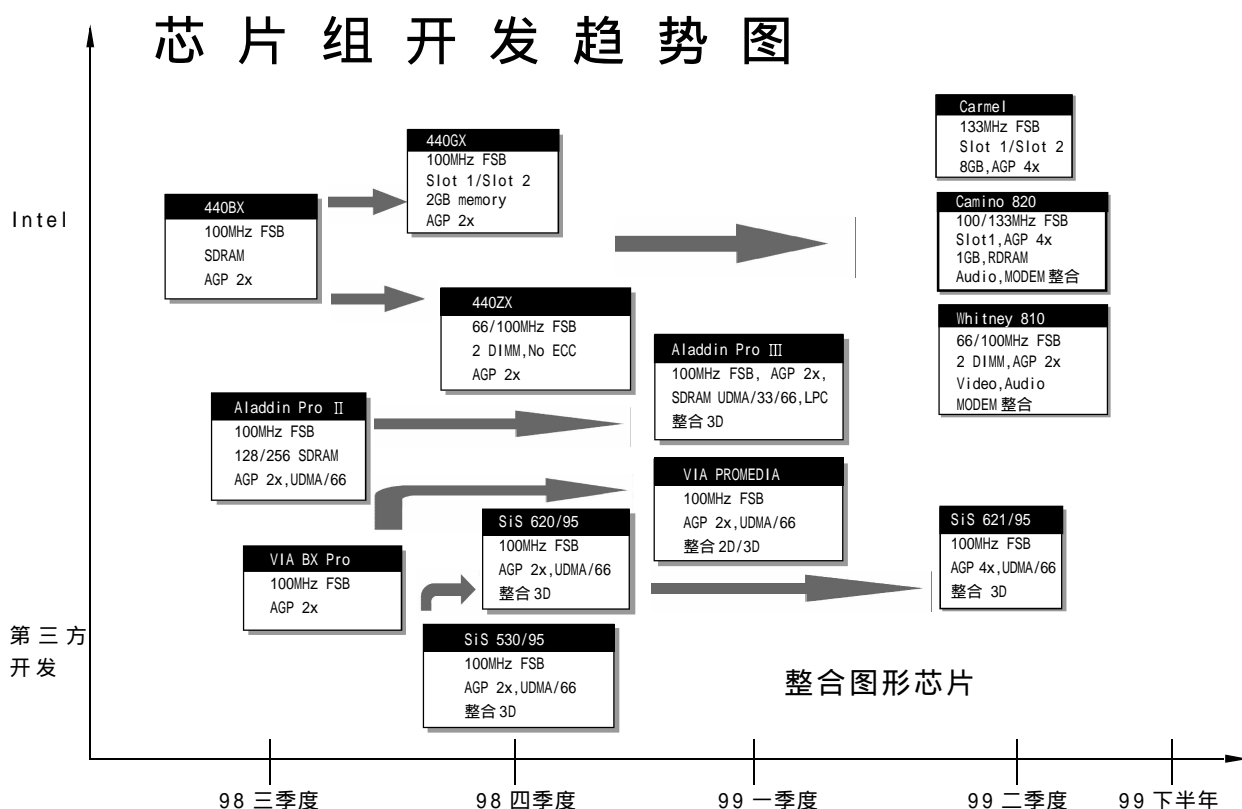 芯片组开发趋势图
Intel
第三方
开发
440BX
100MHz FSB
SDRAM
AGP 2x
440GX
100MHz FSB
Slot 1/Slot 2
2GB memory
AGP 2x
440ZX
66/100MHz FSB
2 DIMM,No ECC
AGP 2x
Carmel
133MHz FSB
Slot 1/Slot 2
8GB,AGP 4x
Camino 820
100/133MHz FSB
Slot1,AGP 4x
1GB,RDRAM
Audio,MODEM整合
Whitney 810
66/100MHz FSB
2 DIMM,AGP 2x
Video,Audio
MODEM整合
Aladdin Pro Ⅱ
100MHz FSB
128/256 SDRAM
AGP 2x,UDMA/66
Aladdin Pro Ⅲ
100MHz FSB, AGP 2x,
SDRAM UDMA/33/66,LPC
整合3D
VIA BX Pro
100MHz FSB
AGP 2x
VIA PROMEDIA
100MHz FSB
AGP 2x,UDMA/66
整合2D/3D
SiS 620/95
100MHz FSB
AGP 2x,UDMA/66
整合3D
SiS 530/95
100MHz FSB
AGP 2x,UDMA/66
整合3D
SiS 621/95
100MHz FSB
AGP 4x,UDMA/66
整合 3D
整合图形芯片
98三季度
98四季度
99一季度
99二季度
99下半年